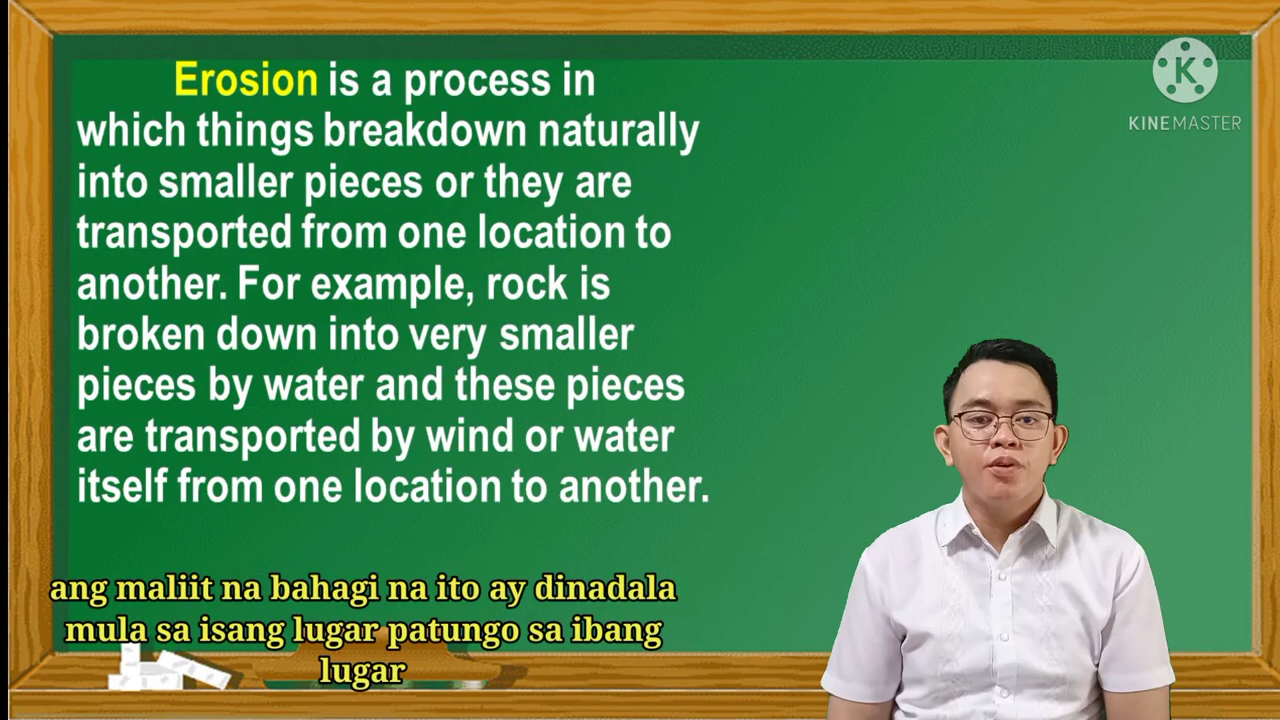 Erosion is a process in
which things breakdown naturally
into smaller pieces or they are
transported from one location to
another. For example, rock is
broken down into very smaller
pieces by water and these pieces
are transported by wind or water
itself from one location to another.
KINEMASTER
ang maliit na bahagi na ito ay dinadala
mula sa isang lugar patungo sa ibang
lugar